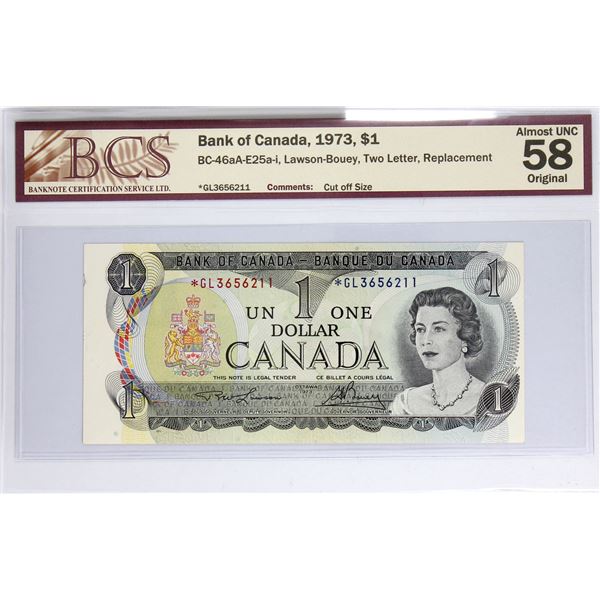 BCS
BANKNOTE CERTIFICATION SERVICE LTD.
Bank of Canada, 1973, $1
BC-46aA-E25a-i, Lawson-Bouey, Two Letter, Replacement
*GL3656211 Comments: Cut off Size
Almost UNC
58
Original
1 BANK OF CANADA – BANQUE DU CANADA 1
*GL3656211 *GL3656211
UN 1 ONE
DOLLAR
CANADA
THIS NOTE IS LEGAL TENDER CE BILLET A COURS LÉGAL
OTTAWA
1 1